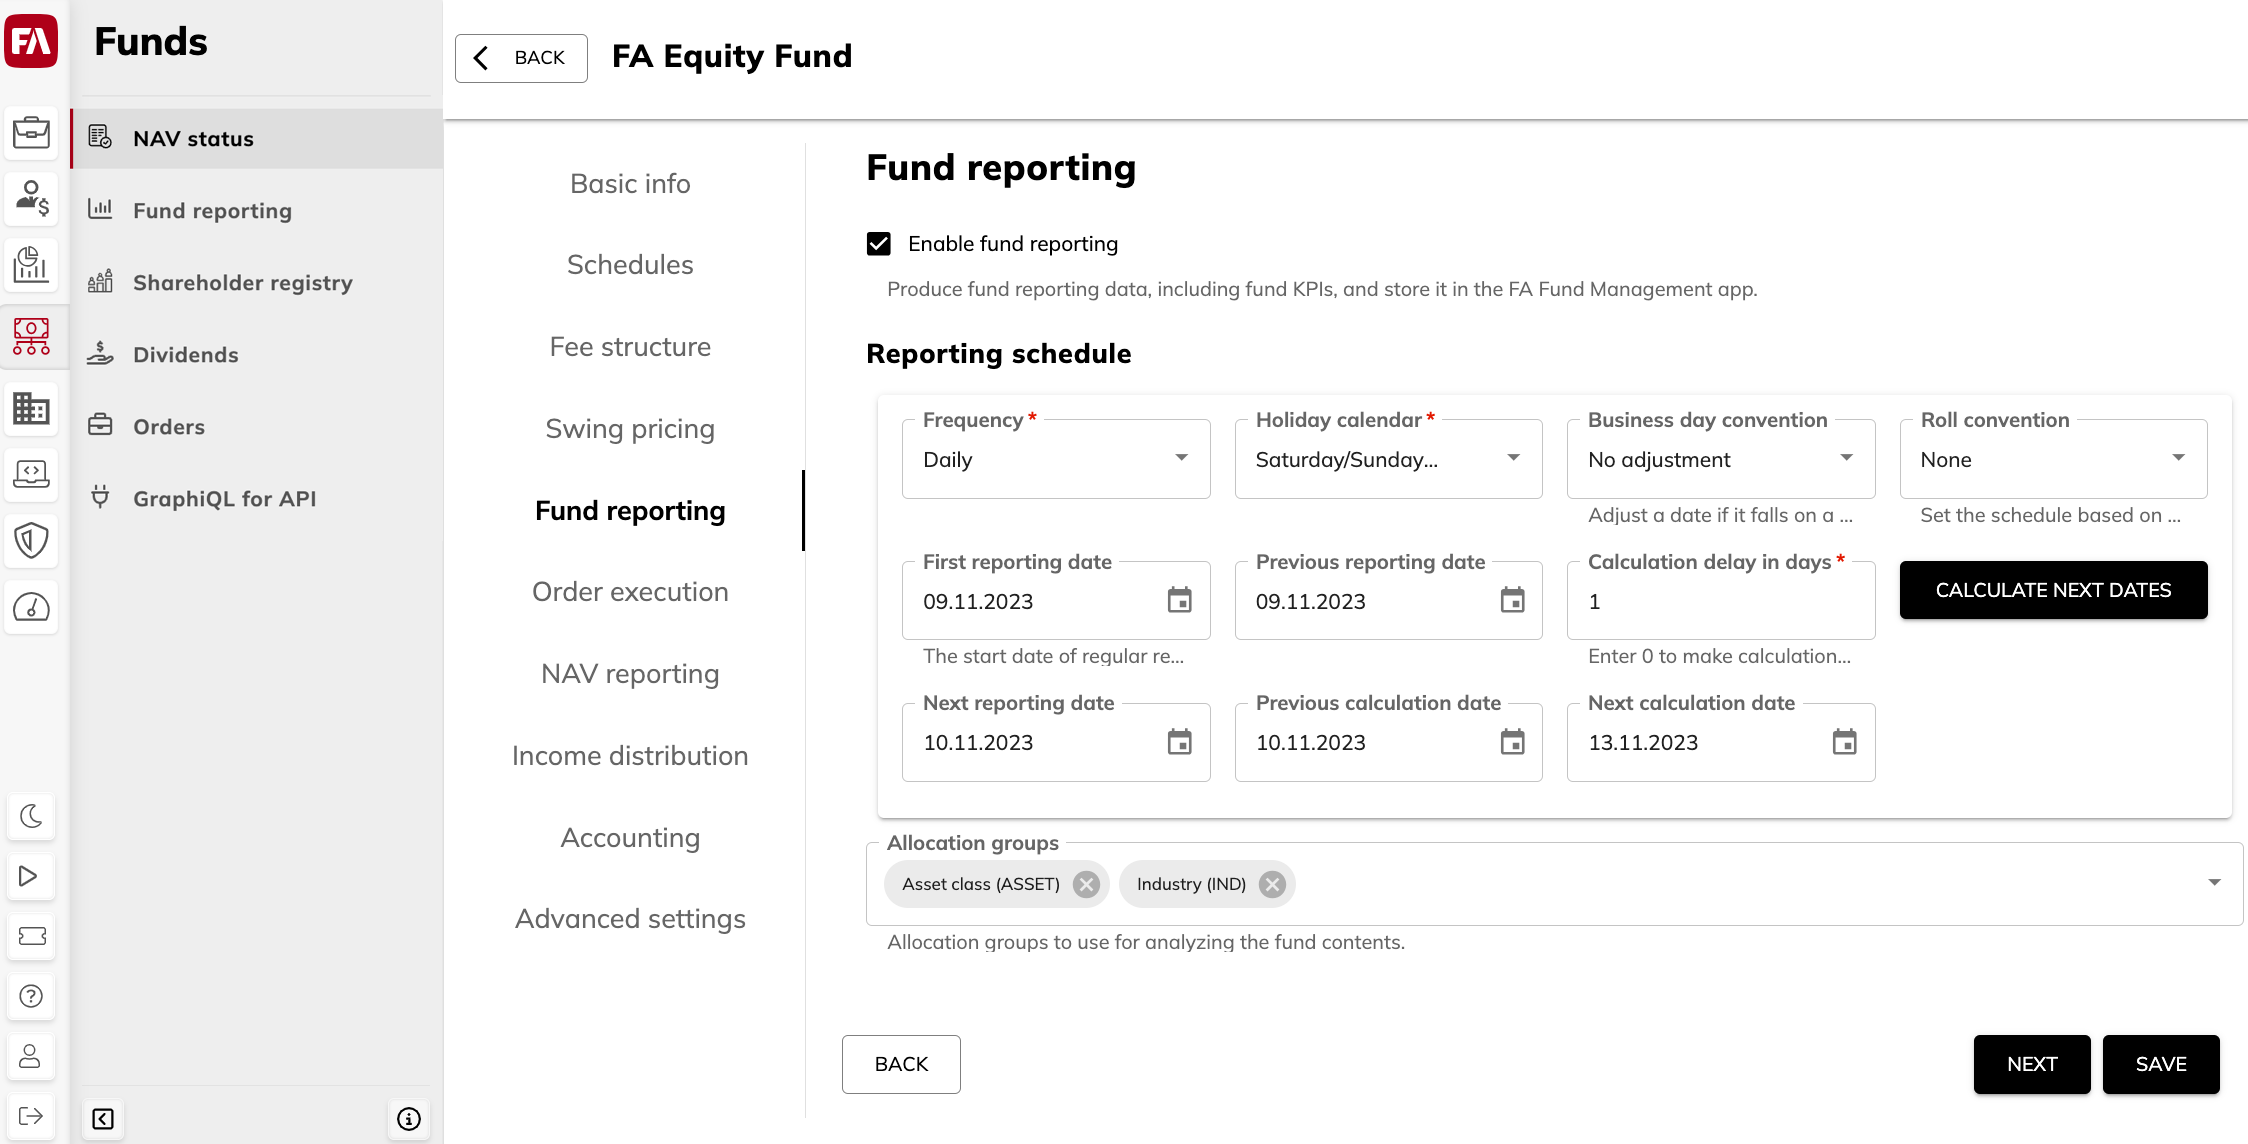 FA
Funds
BACK
FA Equity Fund
NAV status
Fund reporting
Shareholder registry
Dividends
Orders
GraphiQL for API
Basic info
Schedules
Fee structure
Swing pricing
Fund reporting
Order execution
NAV reporting
Income distribution
Accounting
Advanced settings
Fund reporting
Enable fund reporting
Produce fund reporting data, including fund KPIs, and store it in the FA Fund Management app.
Reporting schedule
Frequency *
Daily
Holiday calendar *
Saturday/Sunday...
Business day convention
No adjustment
Adjust a date if it falls on a ...
Roll convention
None
Set the schedule based on ...
First reporting date
09.11.2023
The start date of regular re...
Previous reporting date
09.11.2023
Calculation delay in days *
1
Enter 0 to make calculation...
CALCULATE NEXT DATES
Next reporting date
10.11.2023
Previous calculation date
10.11.2023
Next calculation date
13.11.2023
Allocation groups
Asset class (ASSET)
Industry (IND)
Allocation groups to use for analyzing the fund contents.
BACK
NEXT
SAVE